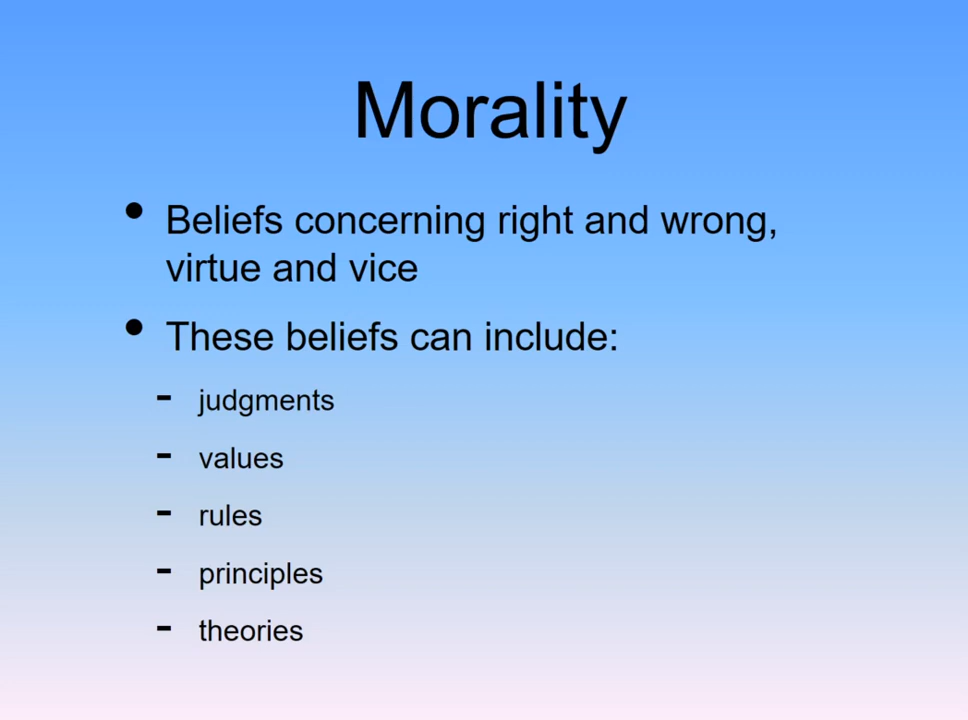 Morality
• Beliefs concerning right and wrong,
virtue and vice
• These beliefs can include:
- judgments
- values
- rules
- principles
- theories